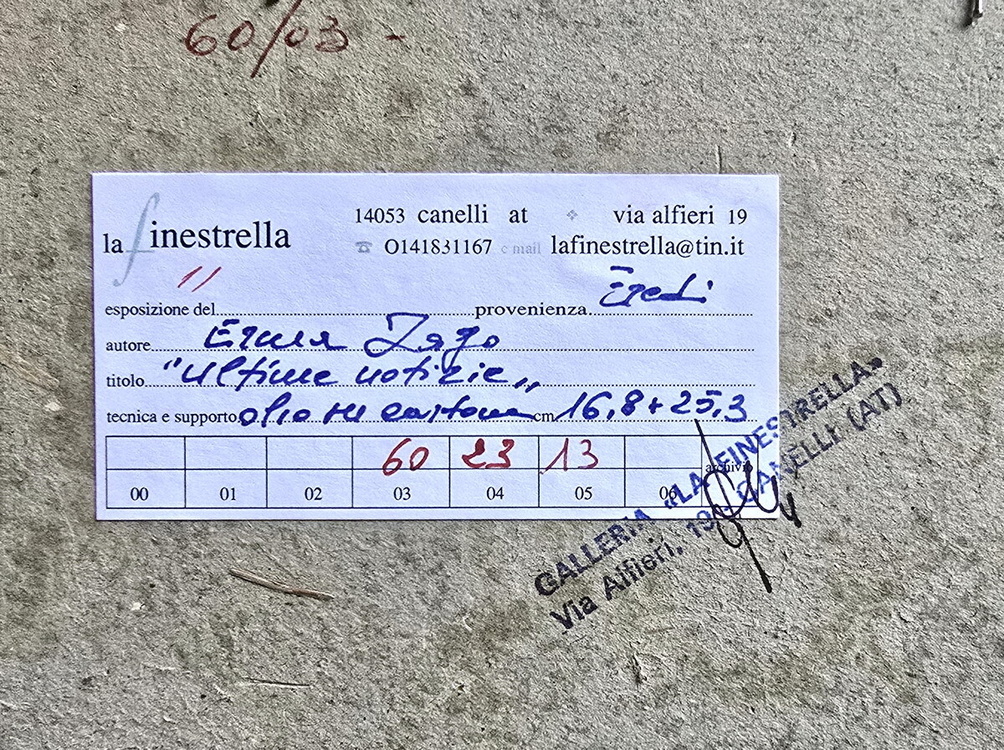 60/03 -
la finestrella
14053 canelli at ❖ via alfieri 19
☎ 0141831167 e mail lafinestrella@tin.it
11
esposizione del provenienza Eredi
autore Erma Zago
titolo "Ultime notizie"
tecnica e supporto olio su cartone cm 16,8 + 25,3
60 23 13 archivio
00 01 02 03 04 05 06
GALLERIA «LA FINESTRELLA»
Via Alfieri, 19 - CANELLI (AT)